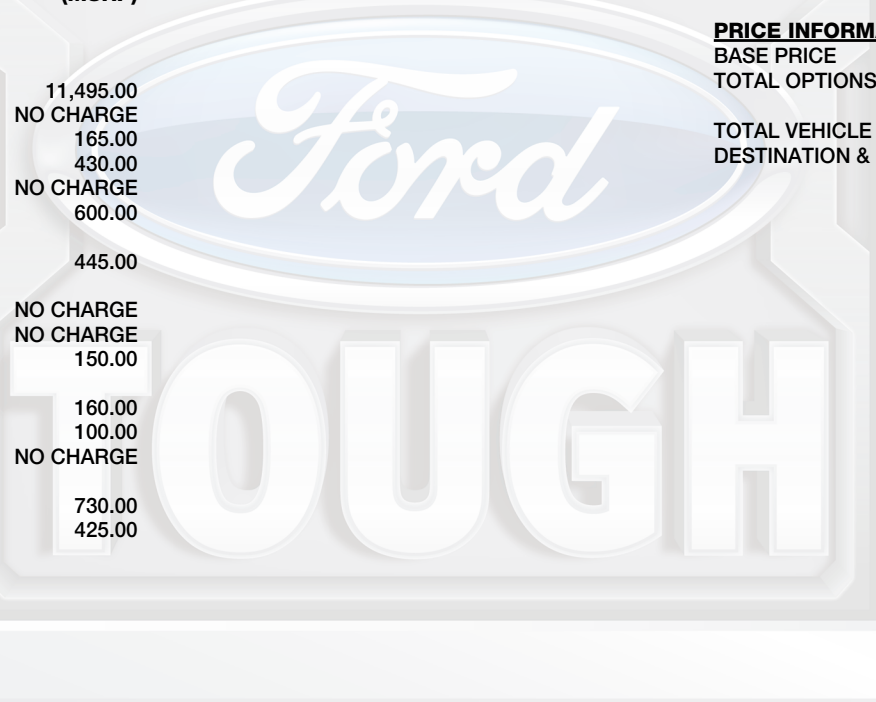 (MSRP)
11,495.00
NO CHARGE
165.00
430.00
NO CHARGE
600.00
445.00
NO CHARGE
NO CHARGE
150.00
160.00
100.00
NO CHARGE
730.00
425.00
PRICE INFORM
BASE PRICE
TOTAL OPTIONS
TOTAL VEHICLE
DESTINATION &
Ford
TOUGH